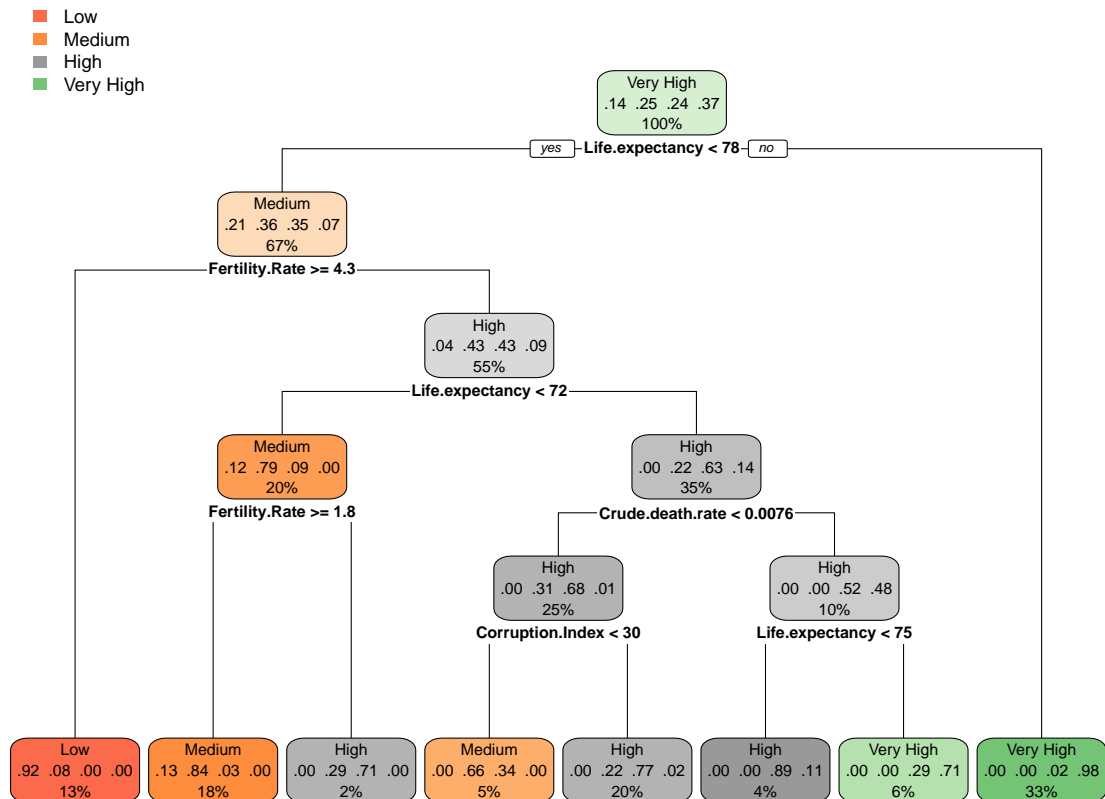 Low
Medium
High
Very High
Very High
.14 .25 .24 .37
100%
yes Life.expectancy < 78 no
Medium
.21 .36 .35 .07
67%
Fertility.Rate >= 4.3
High
.04 .43 .43 .09
55%
Life.expectancy < 72
Medium
.12 .79 .09 .00
20%
Fertility.Rate >= 1.8
High
.00 .22 .63 .14
35%
Crude.death.rate < 0.0076
High
.00 .31 .68 .01
25%
Corruption.Index < 30
High
.00 .00 .52 .48
10%
Life.expectancy < 75
Low
.92 .08 .00 .00
13%
Medium
.13 .84 .03 .00
18%
High
.00 .29 .71 .00
2%
Medium
.00 .66 .34 .00
5%
High
.00 .22 .77 .02
20%
High
.00 .00 .89 .11
4%
Very High
.00 .00 .29 .71
6%
Very High
.00 .00 .02 .98
33%